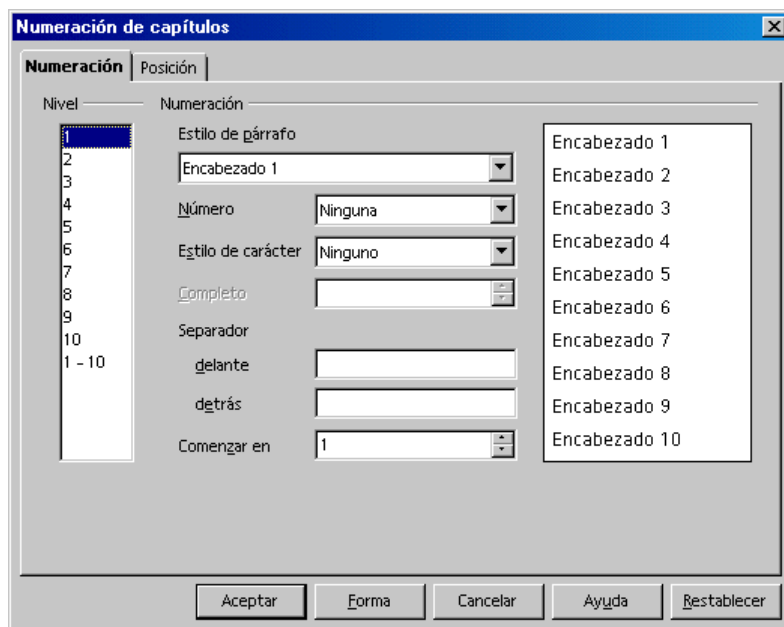 Numeración de capítulos
Numeración Posición
Nivel
1
2
3
4
5
6
7
8
9
10
1 - 10
Numeración
Estilo de párrafo
Encabezado 1
Número Ninguna
Estilo de carácter Ninguno
Completo
Separador
delante
detrás
Comenzar en 1
Encabezado 1
Encabezado 2
Encabezado 3
Encabezado 4
Encabezado 5
Encabezado 6
Encabezado 7
Encabezado 8
Encabezado 9
Encabezado 10
Aceptar Forma Cancelar Ayuda Restablecer